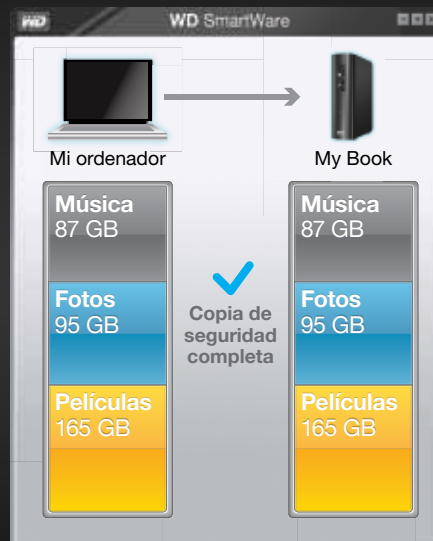 WD
WD SmartWare
Mi ordenador
My Book
Música
87 GB
Fotos
95 GB
Películas
165 GB
Copia de
seguridad
completa
Música
87 GB
Fotos
95 GB
Películas
165 GB